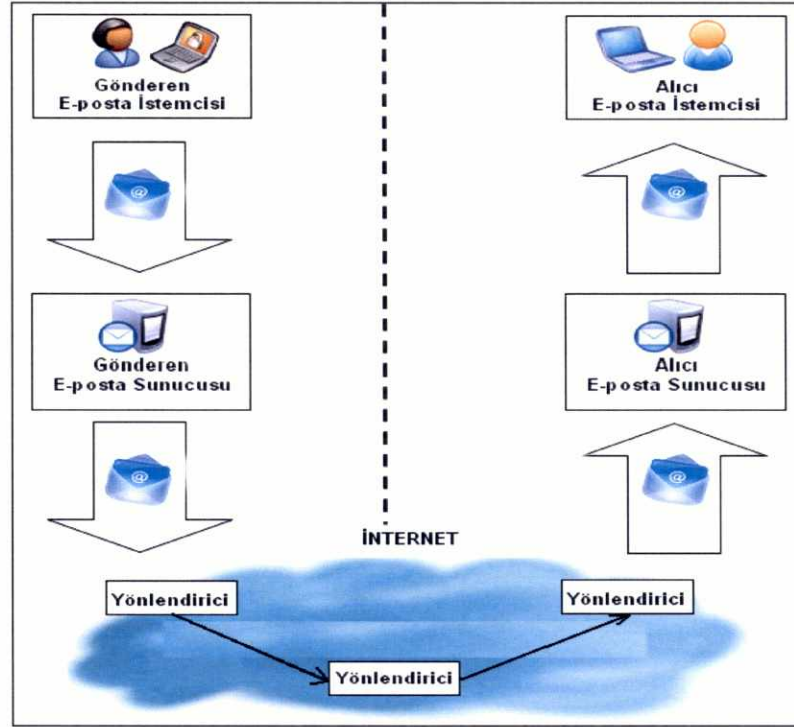 Gönderen
E-posta İstemcisi
Alıcı
E-posta İstemcisi
@
@
Gönderen
E-posta Sunucusu
Alıcı
E-posta Sunucusu
@
@
İNTERNET
Yönlendirici
Yönlendirici
Yönlendirici